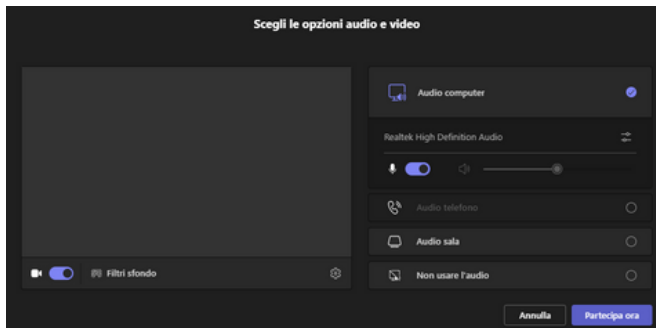 Scegli le opzioni audio e video
Audio computer
Realtek High Definition Audio
Audio telefono
Audio sala
Filtri sfondo
Non usare l'audio
Annulla
Partecipa ora